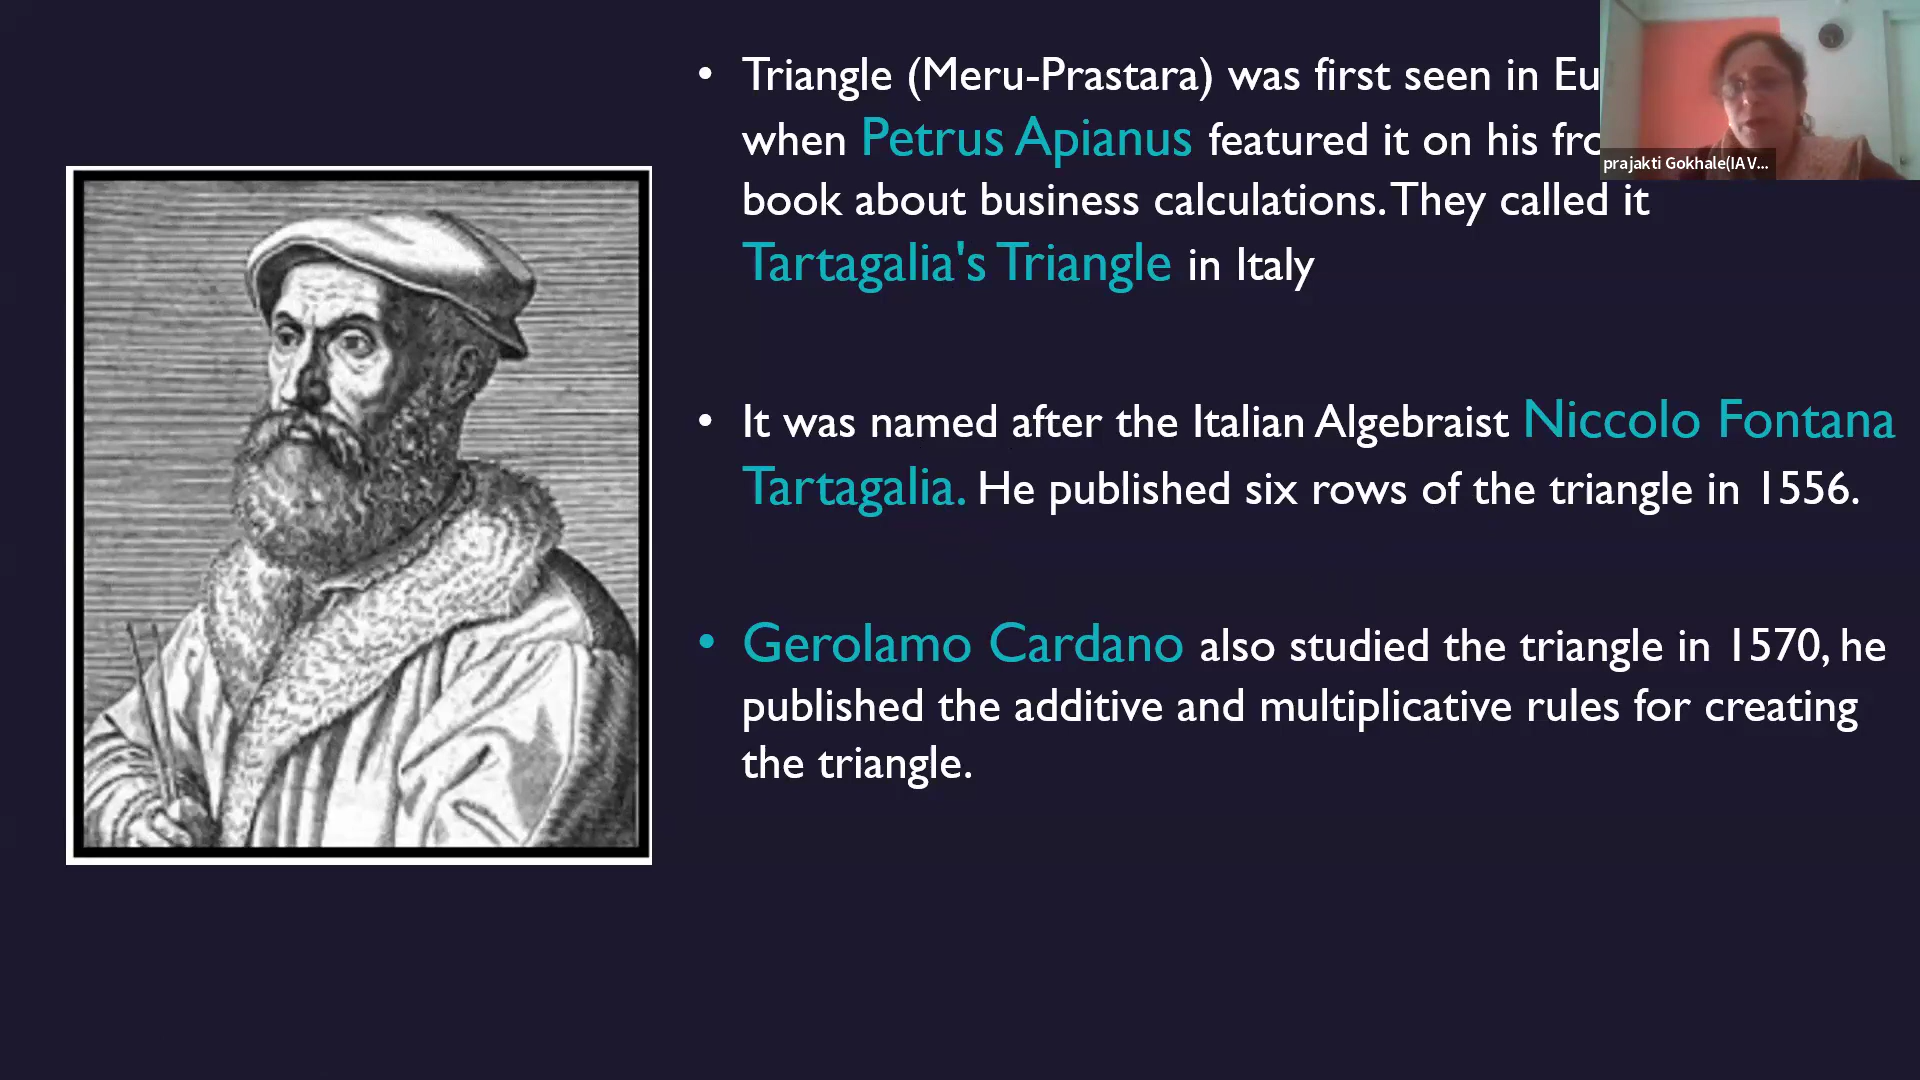 • Triangle (Meru-Prastara) was first seen in Eu
when Petrus Apianus featured it on his fro
book about business calculations. They called it
Tartagalia's Triangle in Italy
• It was named after the Italian Algebraist Niccolo Fontana
Tartagalia. He published six rows of the triangle in 1556.
• Gerolamo Cardano also studied the triangle in 1570, he
published the additive and multiplicative rules for creating
the triangle.
prajakti Gokhale(IAV...